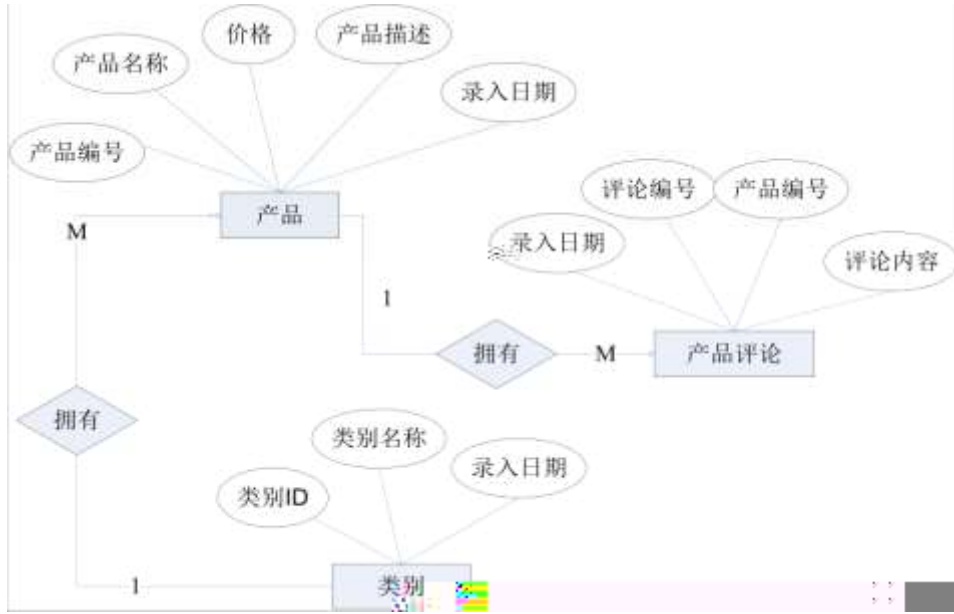 价格
产品描述
产品名称
录入日期
产品编号
产品
M
评论编号
产品编号
录入日期
评论内容
1
拥有
M
产品评论
拥有
类别名称
录入日期
类别ID
类别
1